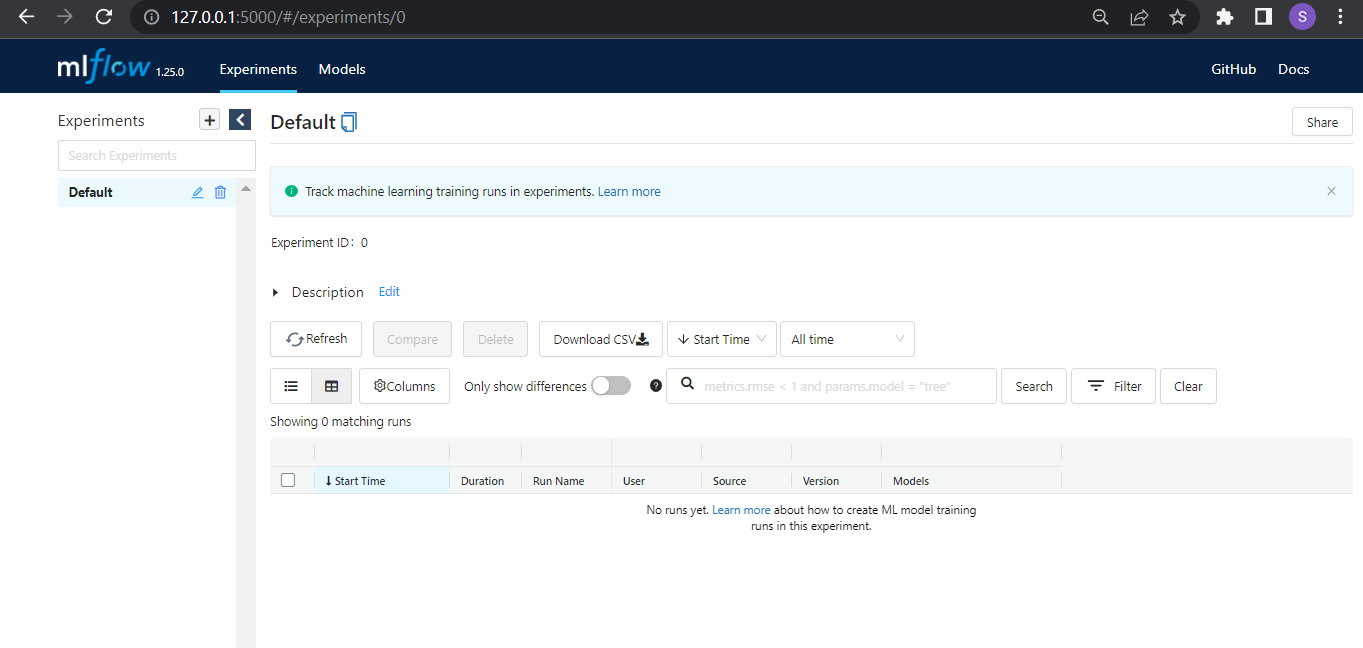 127.0.0.1:5000/#/experiments/0
S
mlflow 1.25.0 Experiments Models GitHub Docs
Experiments +
Search Experiments
Default
Default
Share
Track machine learning training runs in experiments. Learn more
Experiment ID: 0
Description Edit
Refresh Compare Delete Download CSV Start Time All time
Columns Only show differences ? metrics.rmse < 1 and params.model = "tree" Search Filter Clear
Showing 0 matching runs
↓ Start Time Duration Run Name User Source Version Models
No runs yet. Learn more about how to create ML model training
runs in this experiment.